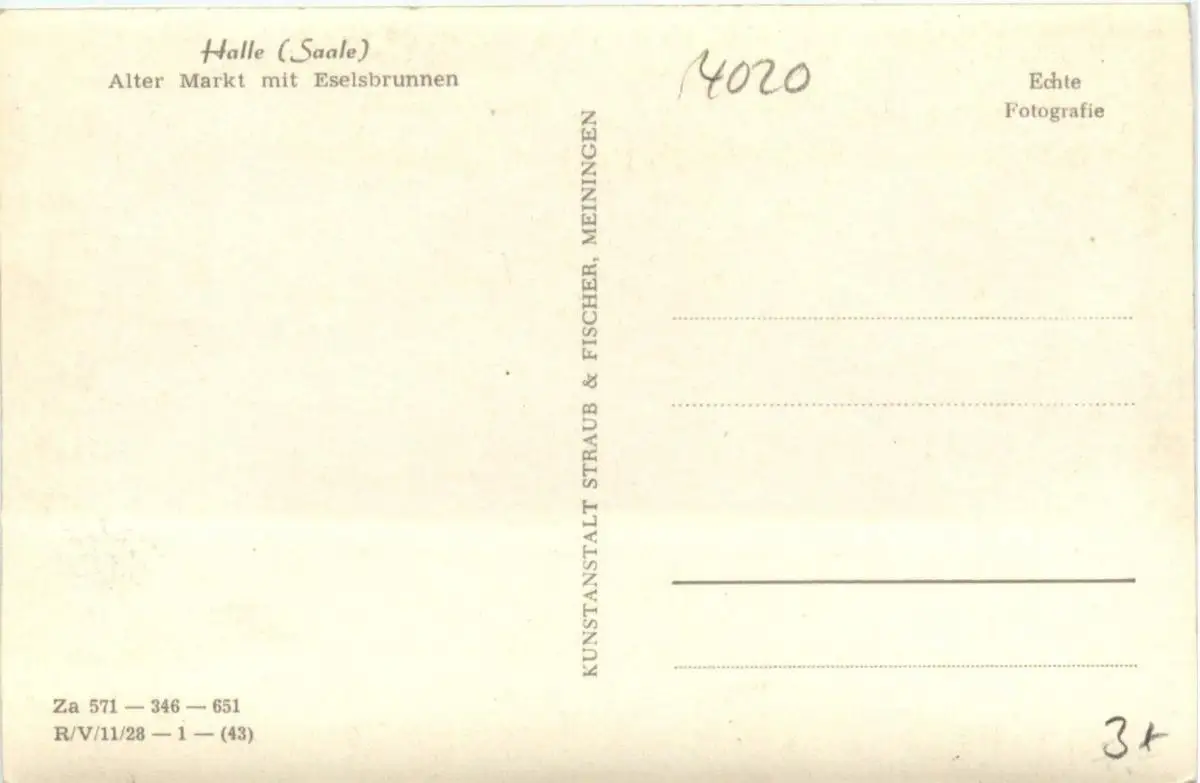 Halle (Saale)
Alter Markt mit Eselsbrunnen
4020
Echte
Fotografie
KUNSTANSTALT STRAUB & FISCHER, MEININGEN
Za 571 — 346 — 651
R/V/11/28 — 1 — (43)
3+